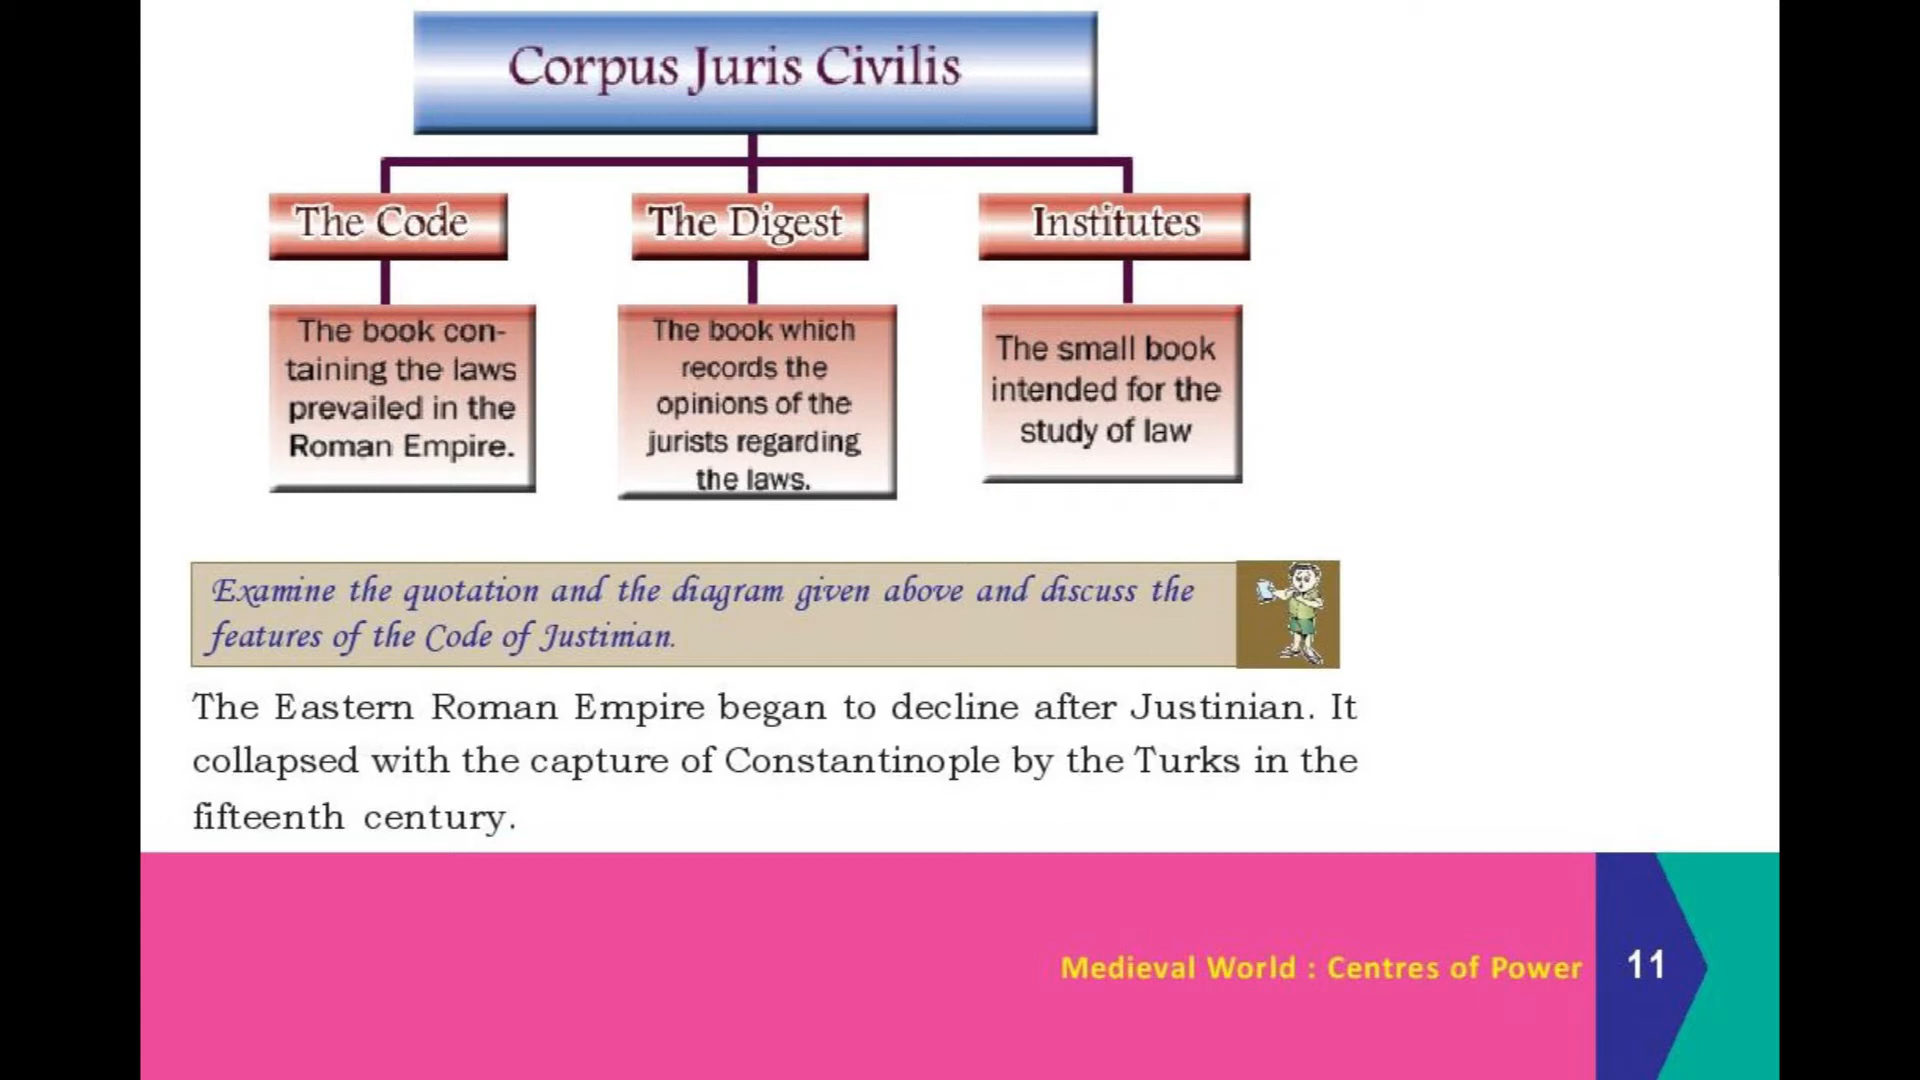 Corpus Juris Civilis
The Code
The Digest
Institutes
The book con-
taining the laws
prevailed in the
Roman Empire.
The book which
records the
opinions of the
jurists regarding
the laws.
The small book
intended for the
study of law
Examine the quotation and the diagram given above and discuss the
features of the Code of Justinian.
The Eastern Roman Empire began to decline after Justinian. It
collapsed with the capture of Constantinople by the Turks in the
fifteenth century.
Medieval World : Centres of Power
11